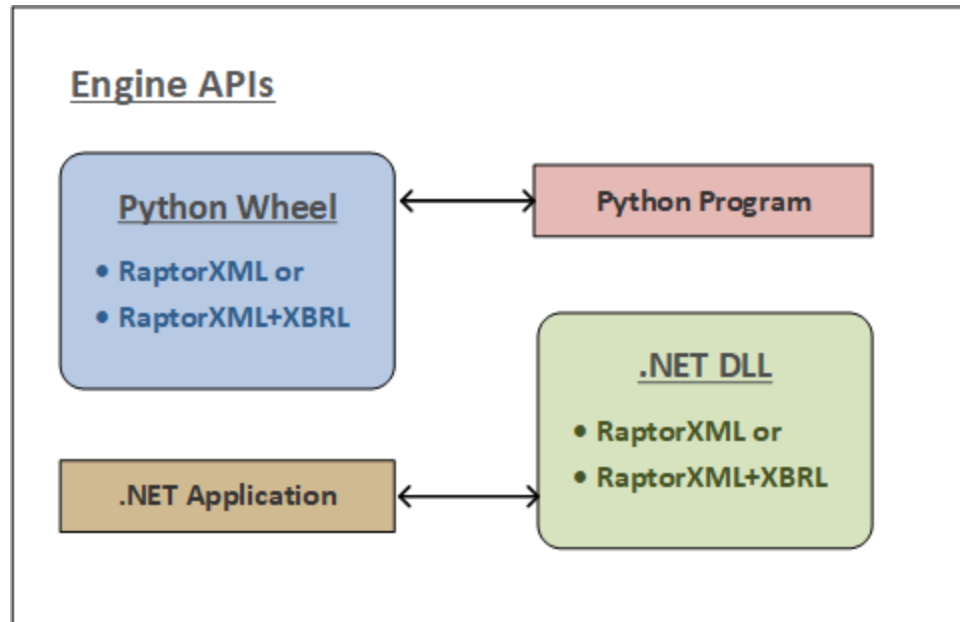 Engine APIs
Python Wheel
• RaptorXML or
• RaptorXML+XBRL
Python Program
.NET DLL
• RaptorXML or
• RaptorXML+XBRL
.NET Application